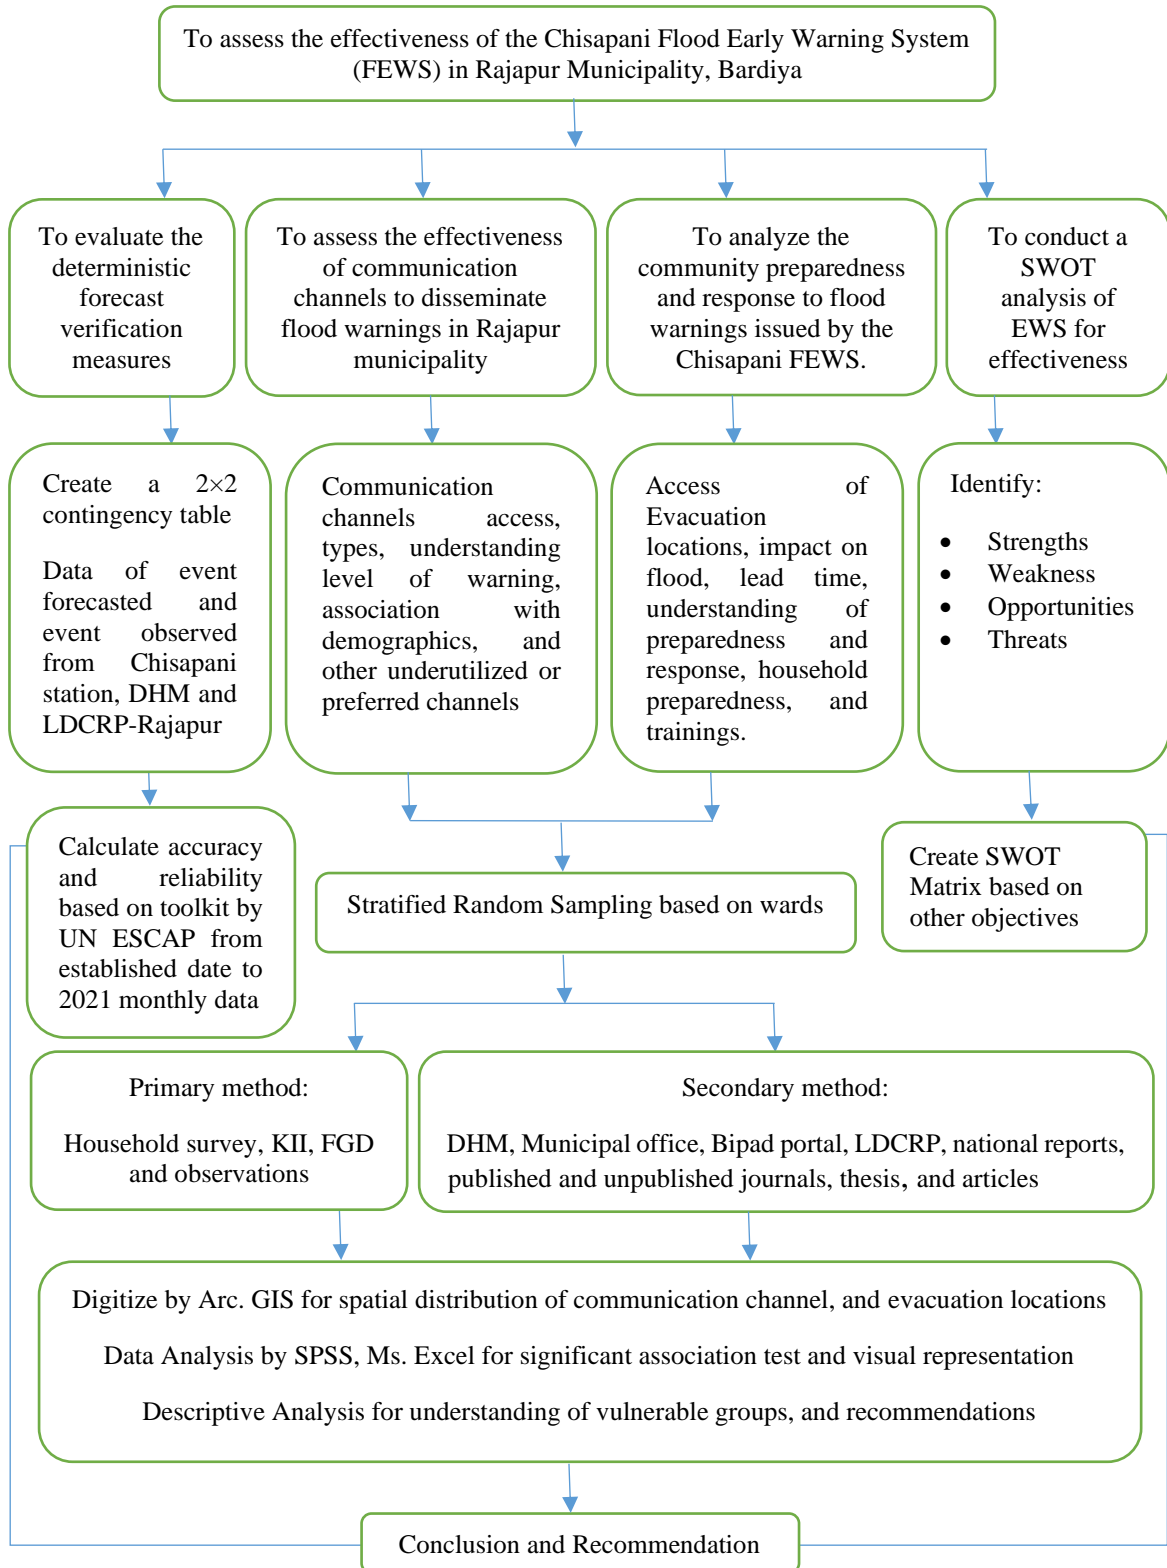 To assess the effectiveness of the Chisapani Flood Early Warning System
(FEWS) in Rajapur Municipality, Bardiya
To evaluate the
deterministic
forecast
verification
measures
To assess the effectiveness
of communication
channels to disseminate
flood warnings in Rajapur
municipality
To analyze the
community preparedness
and response to flood
warnings issued by the
Chisapani FEWS.
To conduct a
SWOT
analysis of
EWS for
effectiveness
Create a 2×2
contingency table
Data of event
forecasted and
event observed
from Chisapani
station, DHM and
LDCRP-Rajapur
Communication
channels access,
types, understanding
level of warning,
association with
demographics, and
other underutilized or
preferred channels
Access of
Evacuation
locations, impact on
flood, lead time,
understanding of
preparedness and
response, household
preparedness, and
trainings.
Identify:
• Strengths
• Weakness
• Opportunities
• Threats
Calculate accuracy
and reliability
based on toolkit by
UN ESCAP from
established date to
2021 monthly data
Stratified Random Sampling based on wards
Create SWOT
Matrix based on
other objectives
Primary method:
Household survey, KII, FGD
and observations
Secondary method:
DHM, Municipal office, Bipad portal, LDCRP, national reports,
published and unpublished journals, thesis, and articles
Digitize by Arc. GIS for spatial distribution of communication channel, and evacuation locations
Data Analysis by SPSS, Ms. Excel for significant association test and visual representation
Descriptive Analysis for understanding of vulnerable groups, and recommendations
Conclusion and Recommendation